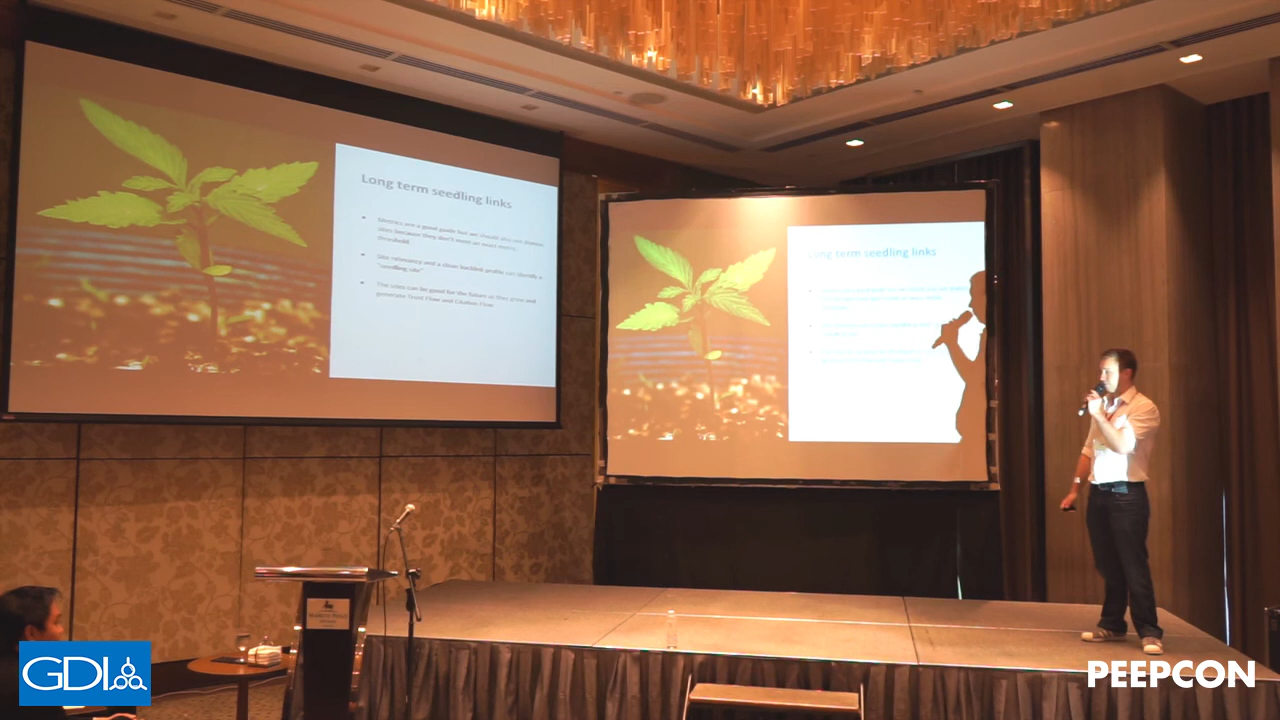 Long term seedling links
Metrics are a good guide but we should also not dismiss
sites because they don't meet an exact metric
threshold.
Site relevancy and a clean backlink profile can identify a
"seedling site"
The sites can be good for the future as they grow and
generate Trust Flow and Citation Flow.
Long term seedling links
MARCO POLO
GDI
PEEPCON